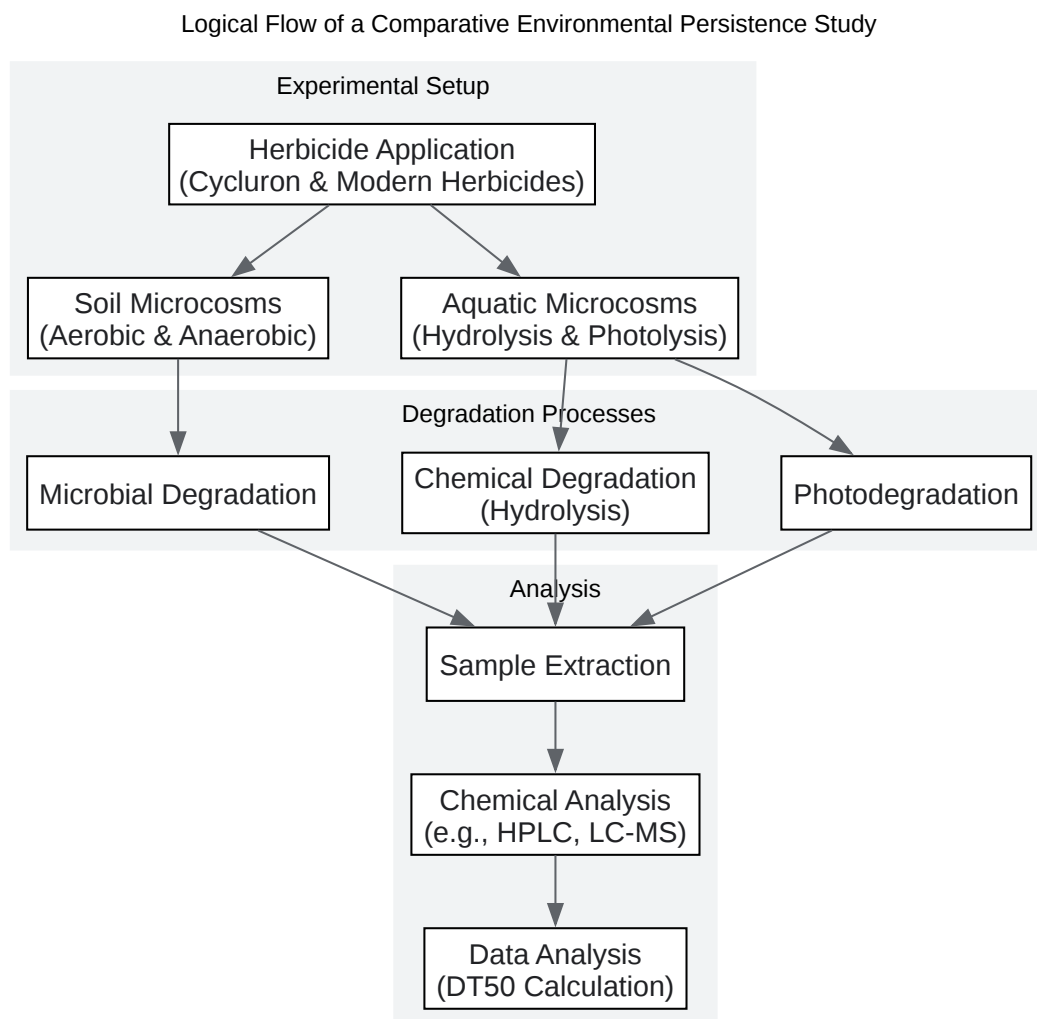 Logical Flow of a Comparative Environmental Persistence Study
Experimental Setup
Herbicide Application
(Cycluron & Modern Herbicides)
Soil Microcosms
(Aerobic & Anaerobic)
Aquatic Microcosms
(Hydrolysis & Photolysis)
Degradation Processes
Microbial Degradation
Chemical Degradation
(Hydrolysis)
Photodegradation
Analysis
Sample Extraction
Chemical Analysis
(e.g., HPLC, LC-MS)
Data Analysis
(DT50 Calculation)